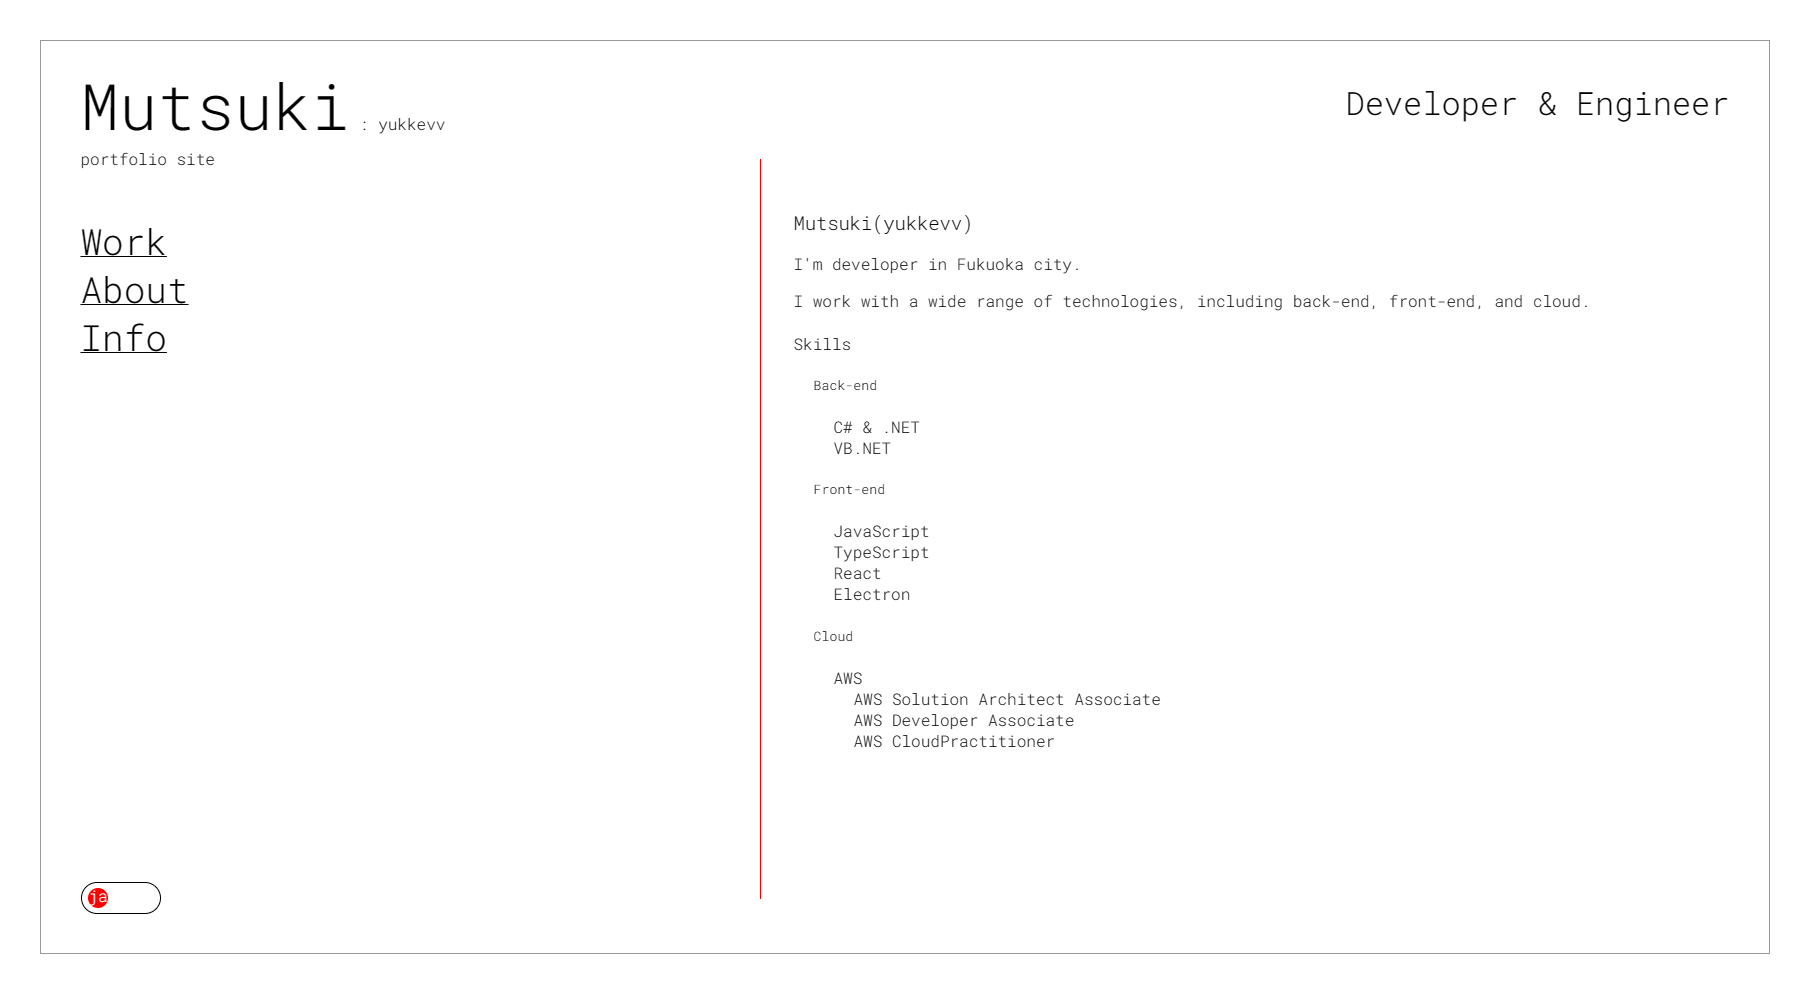 Mutsuki : yukkevv
Developer & Engineer
portfolio site
Work
About
Info
Mutsuki(yukkevv)
I'm developer in Fukuoka city.
I work with a wide range of technologies, including back-end, front-end, and cloud.
Skills
Back-end
C# & .NET
VB.NET
Front-end
JavaScript
TypeScript
React
Electron
Cloud
AWS
AWS Solution Architect Associate
AWS Developer Associate
AWS CloudPractitioner
ja